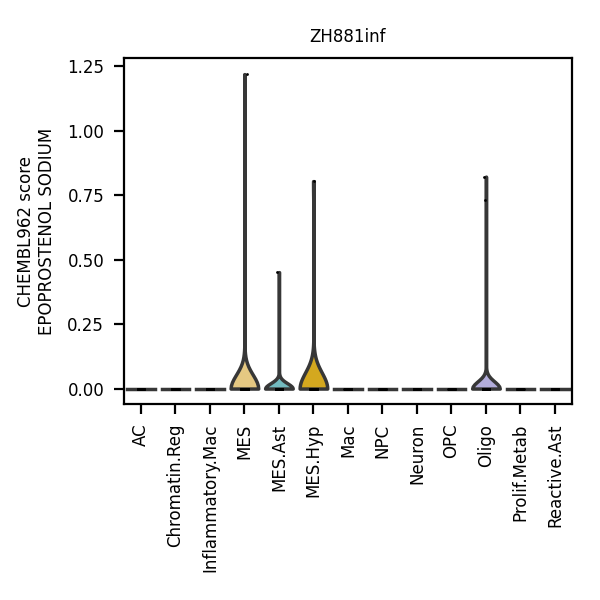 ZH881inf
CHEMBL962 score
EPOPROSTENOL SODIUM
1.25
1.00
0.75
0.50
0.25
0.00
AC
Chromatin.Reg
Inflammatory.Mac
MES
MES.Ast
MES.Hyp
Mac
NPC
Neuron
OPC
Oligo
Prolif.Metab
Reactive.Ast